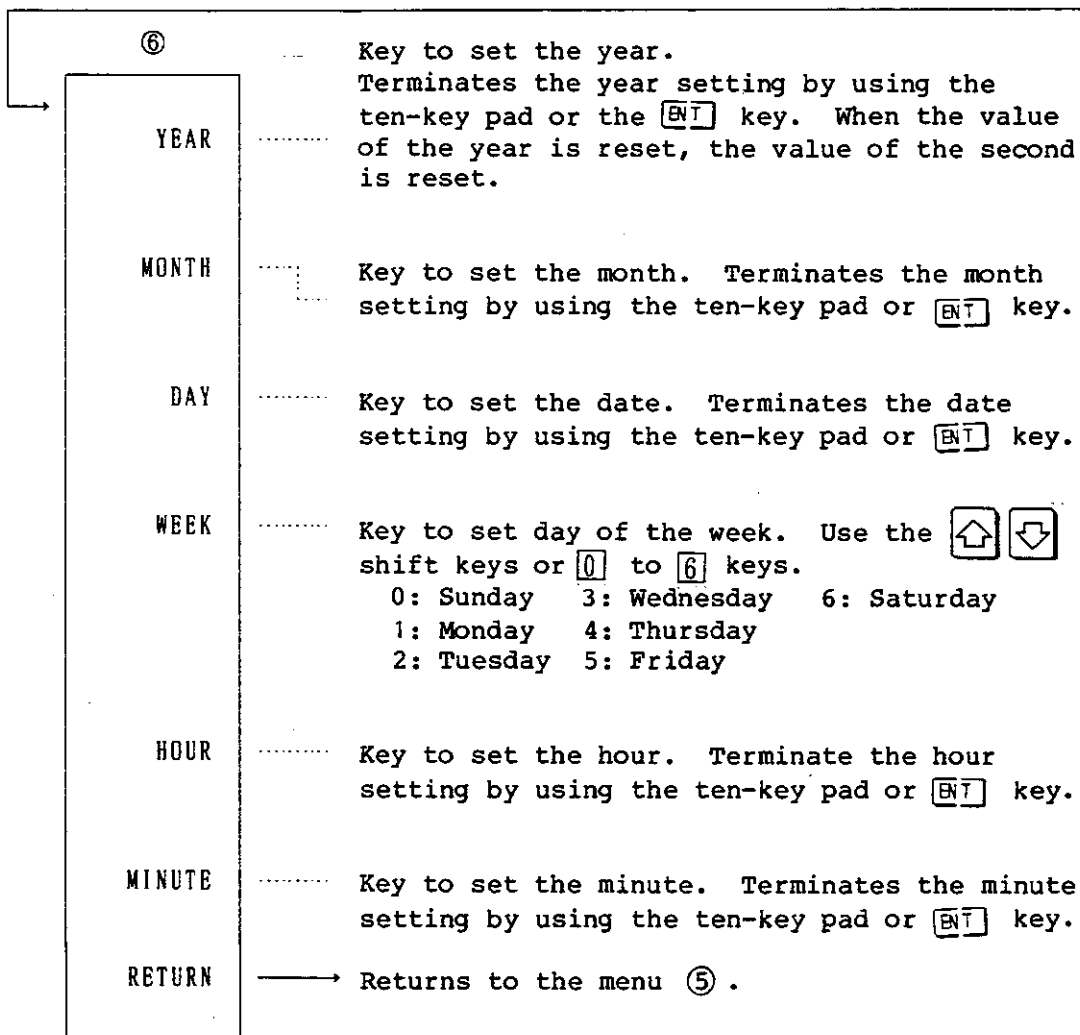 ⑥
Key to set the year.
Terminates the year setting by using the
ten-key pad or the ENT key. When the value
YEAR of the year is reset, the value of the second
is reset.
MONTH Key to set the month. Terminates the month
setting by using the ten-key pad or ENT key.
DAY Key to set the date. Terminates the date
setting by using the ten-key pad or ENT key.
WEEK Key to set day of the week. Use the ⇧ ⇩
shift keys or 0 to 6 keys.
0: Sunday 3: Wednesday 6: Saturday
1: Monday 4: Thursday
2: Tuesday 5: Friday
HOUR Key to set the hour. Terminate the hour
setting by using the ten-key pad or ENT key.
MINUTE Key to set the minute. Terminates the minute
setting by using the ten-key pad or ENT key.
RETURN → Returns to the menu ⑤ .